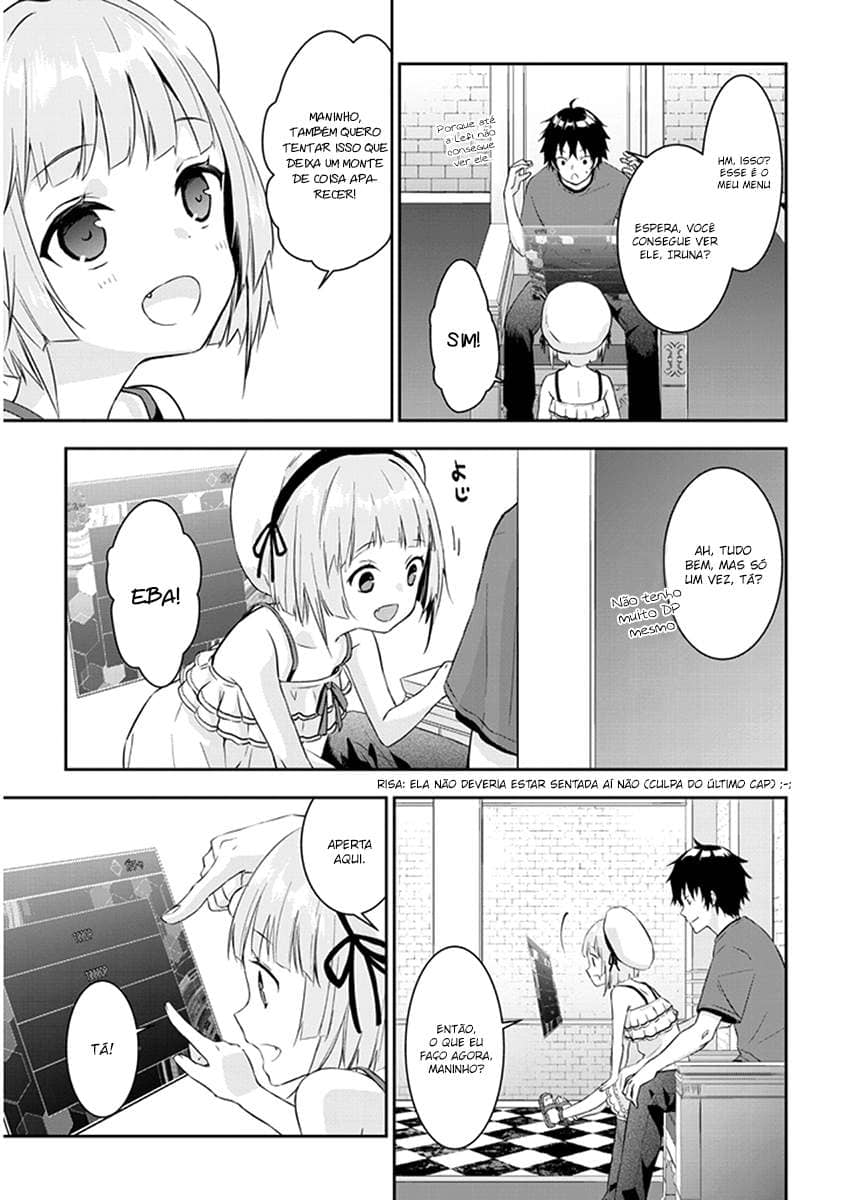 HM, ISSO?
ESSE É O
MEU MENU
ESPERA, VOCÊ
CONSEGUE VER
ELE, IRUNA?
Porque até
a Lefi não
consegue
ver ele!
SIM!
MANINHO,
TAMBÉM QUERO
TENTAR ISSO QUE
DEIXA UM MONTE
DE COISA APA-
RECER!
AH, TUDO
BEM, MAS SÓ
UM VEZ, TÁ?
Não tenho
muito DP
mesmo
よじ
EBA!
RISA: ELA NÃO DEVERIA ESTAR SENTADA AÍ NÃO (CULPA DO ÚLTIMO CAP) ;-;
ENTÃO,
O QUE EU
FAÇO AGORA,
MANINHO?
APERTA
AQUI.
TÁ!